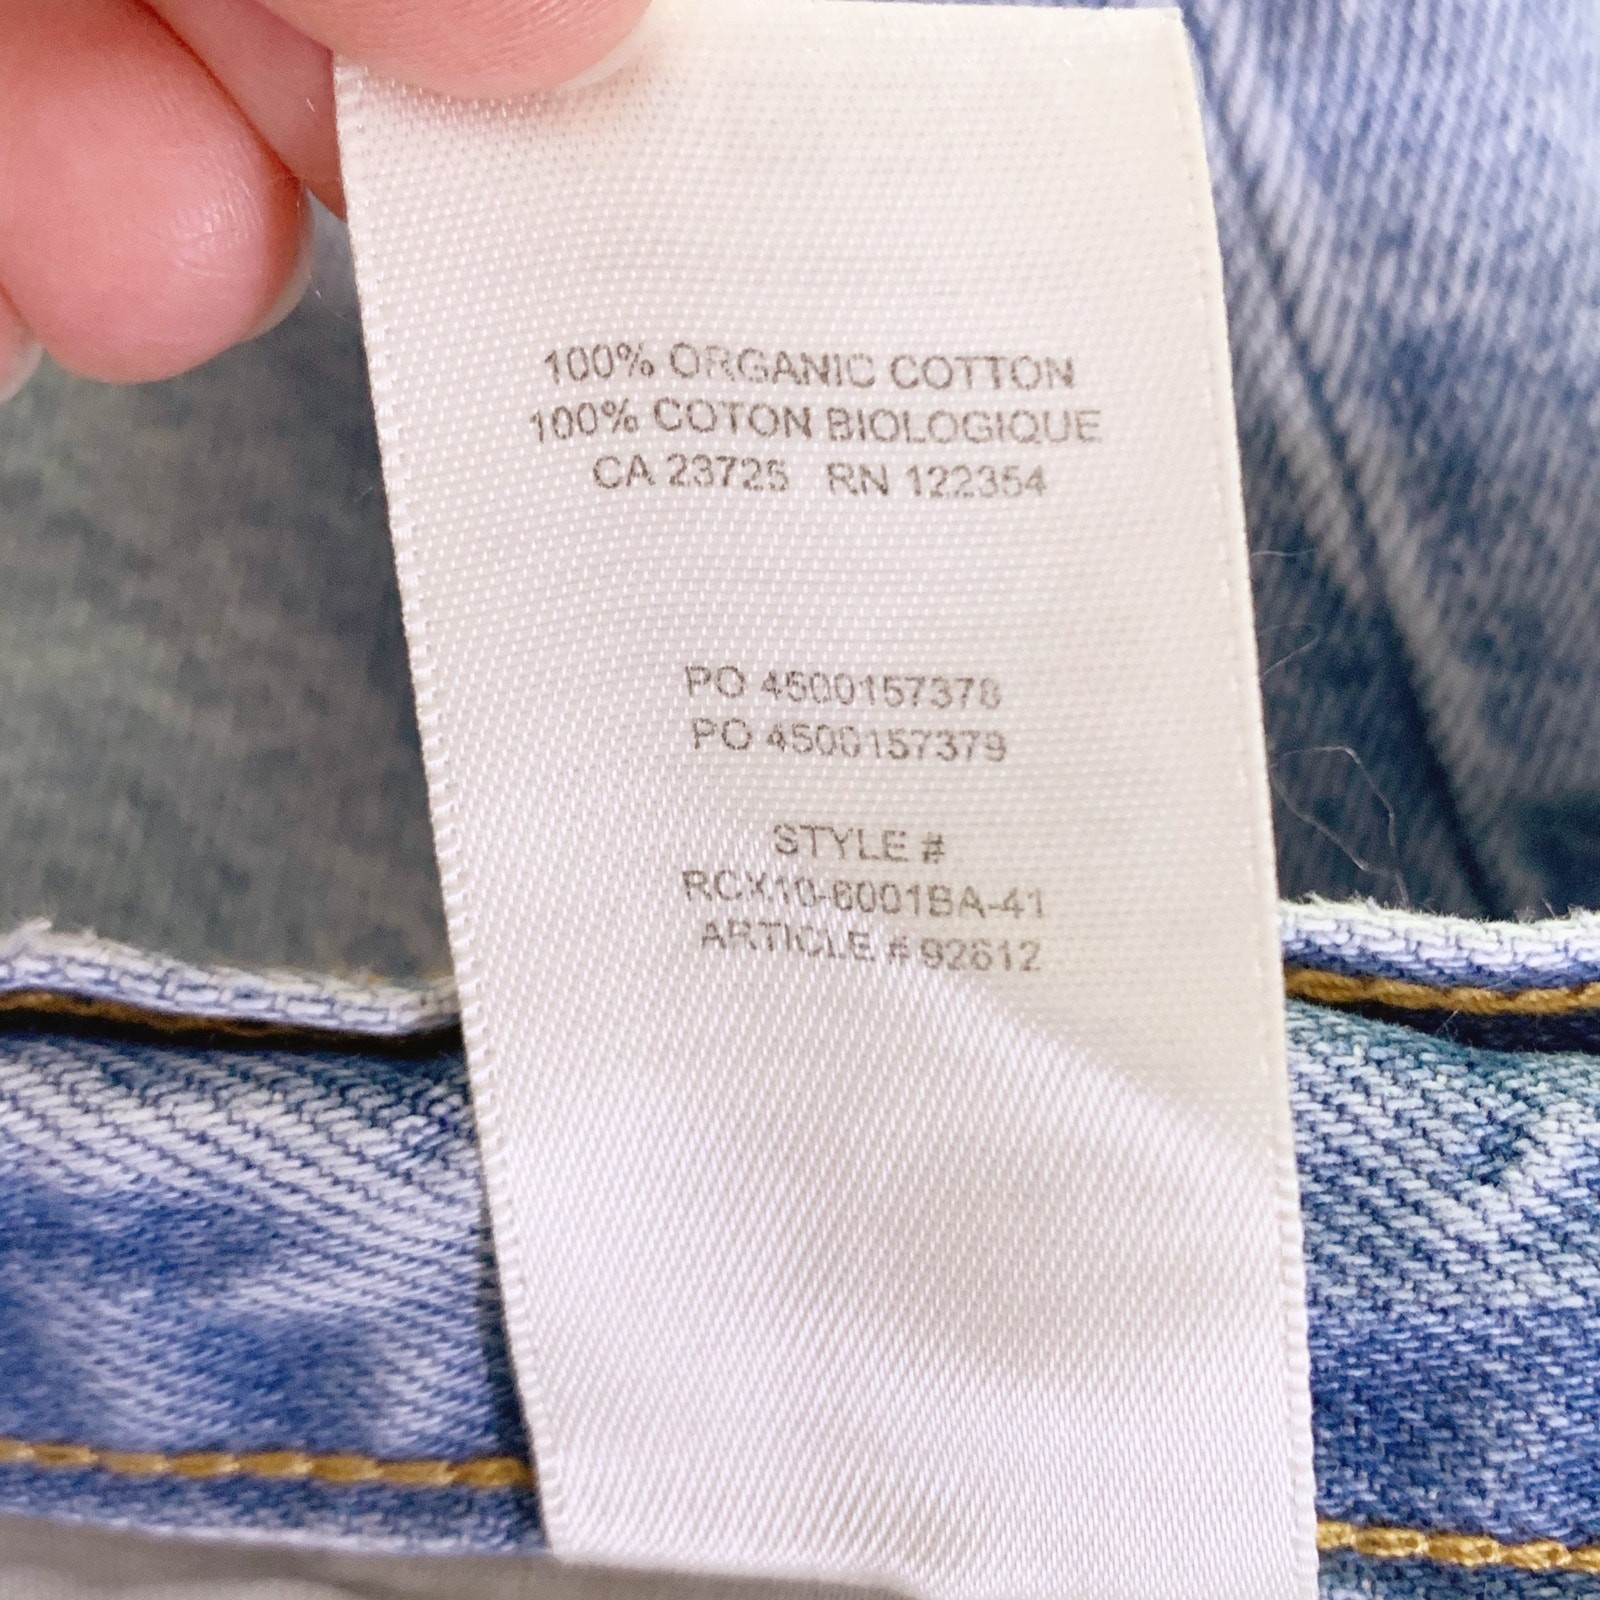 100% ORGANIC COTTON
100% COTON BIOLOGIQUE
CA 23725 RN 122354
PO 4500157378
PO 4500157379
STYLE #
RCX10-6001BA-41
ARTICLE # 92612